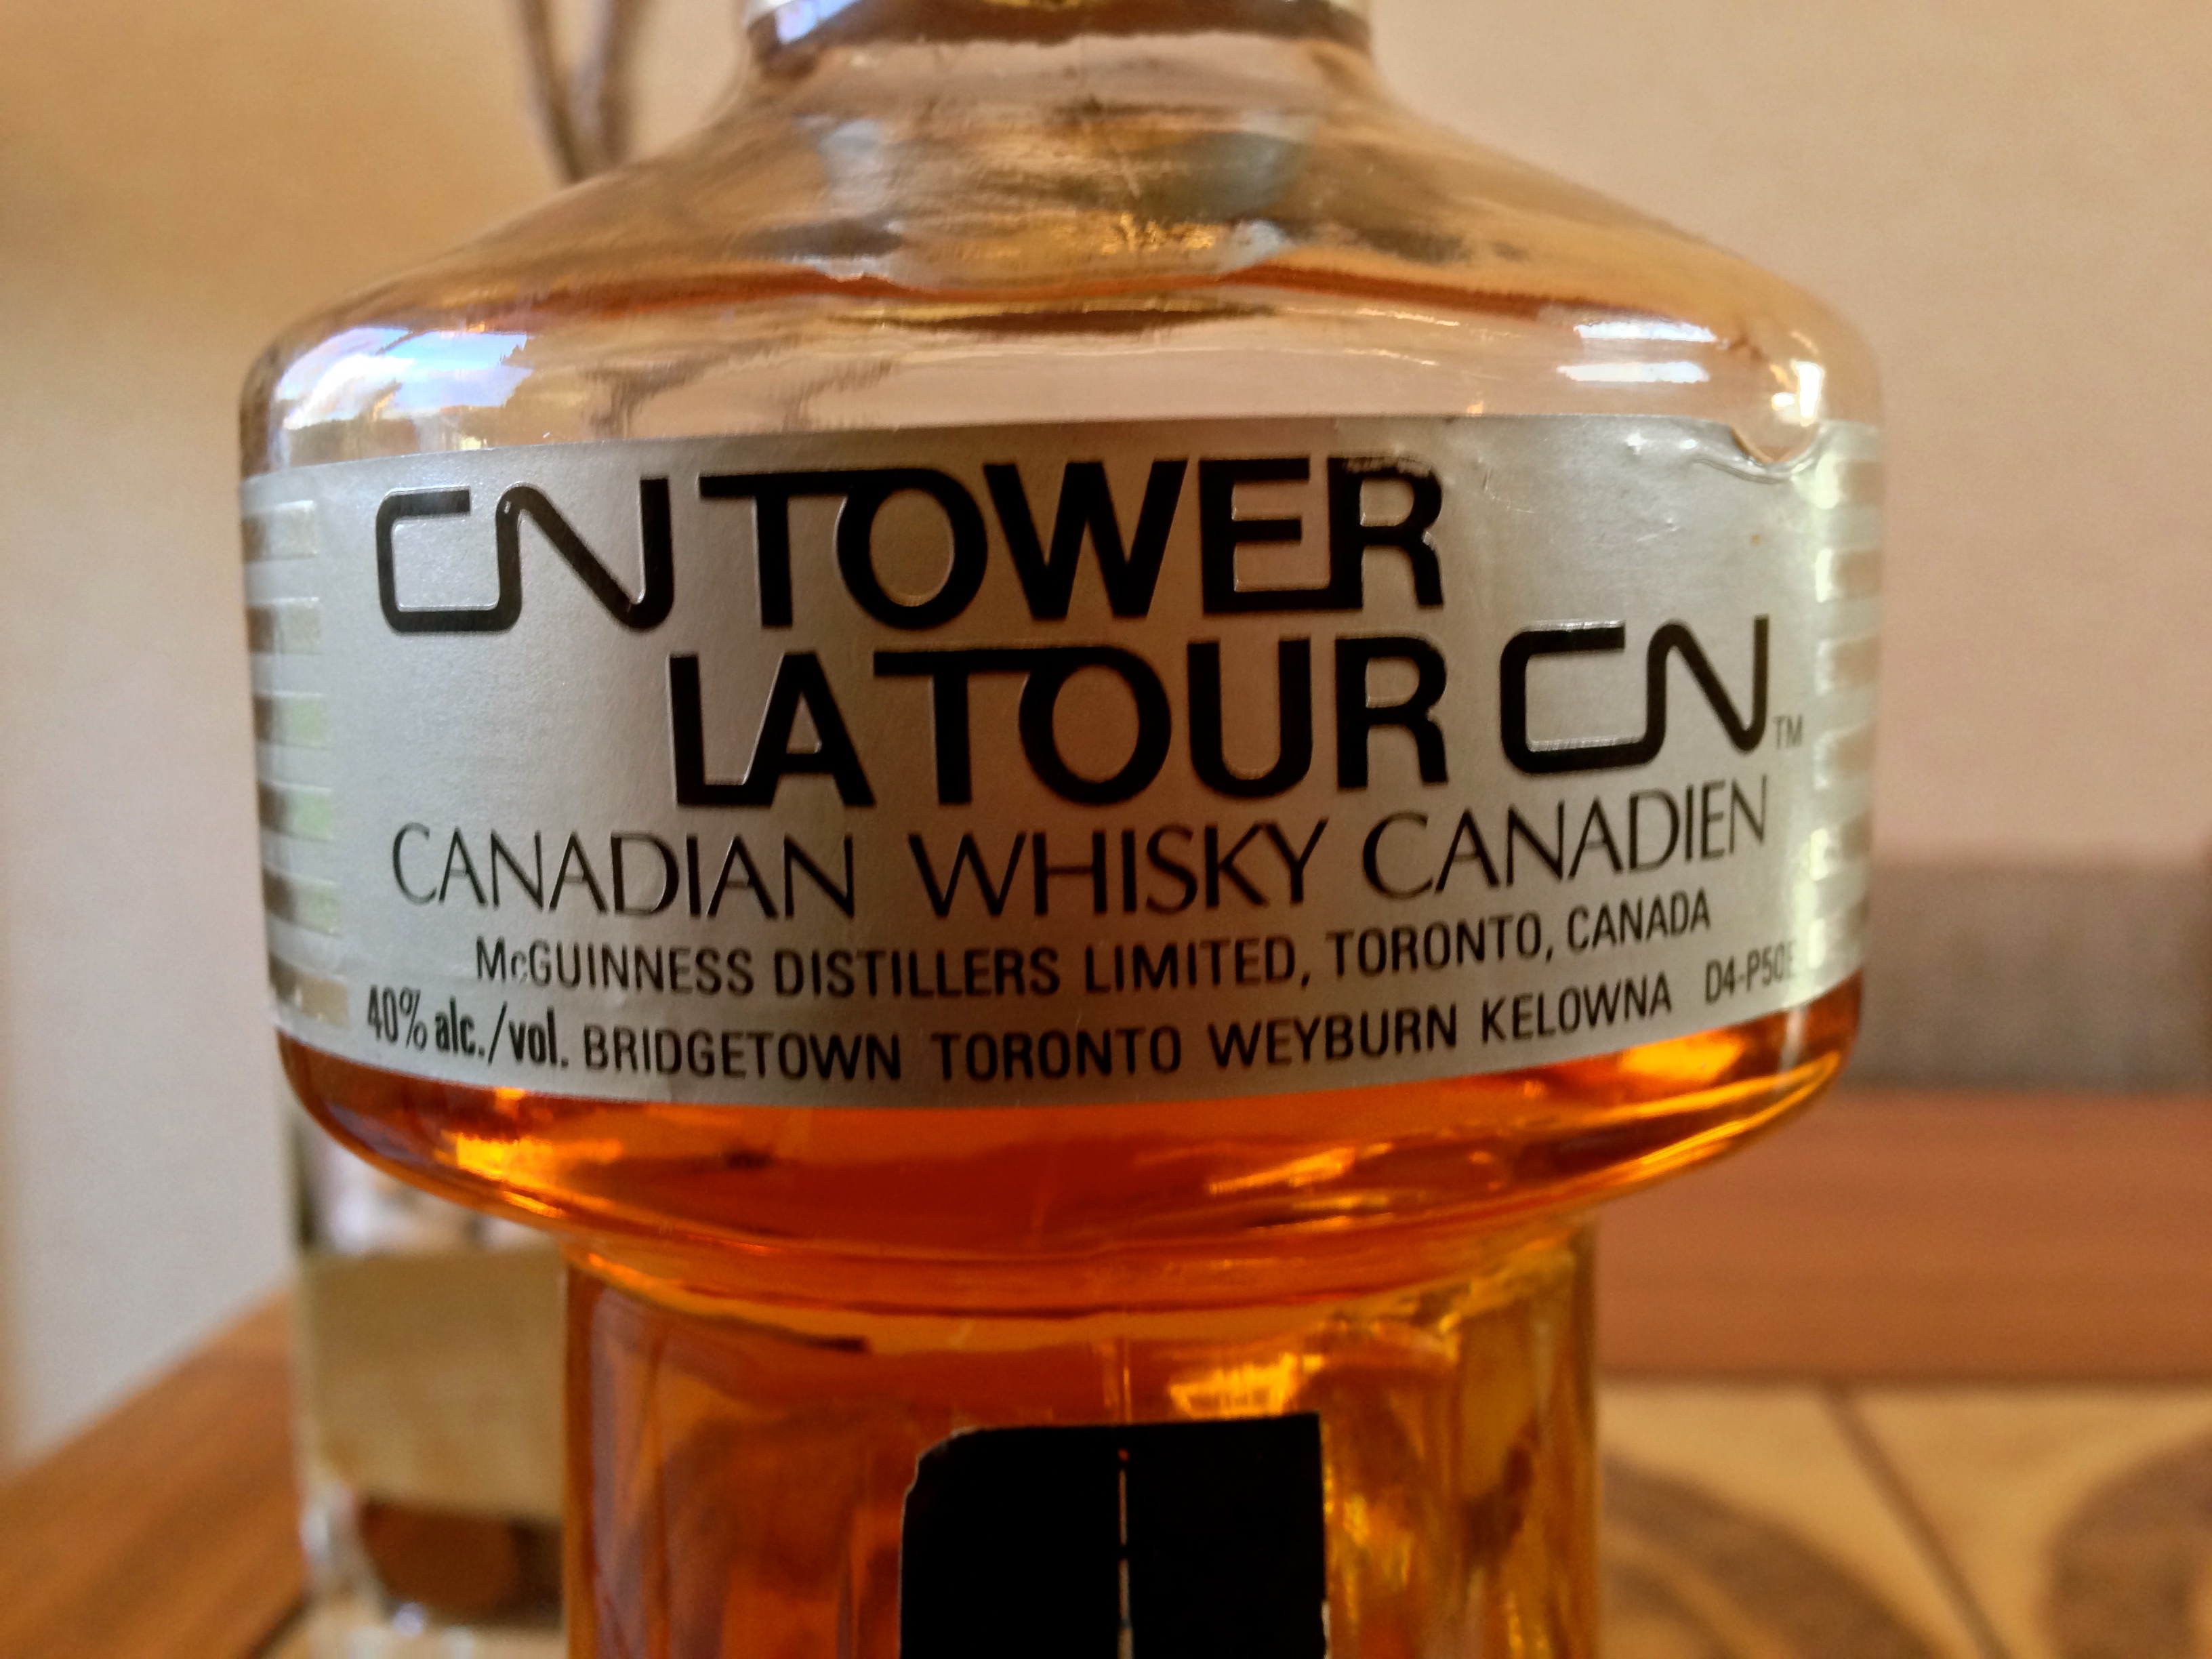 CN TOWER
LA TOUR CN TM
CANADIAN WHISKY CANADIEN
McGUINNESS DISTILLERS LIMITED, TORONTO, CANADA
40% alc./vol. BRIDGETOWN TORONTO WEYBURN KELOWNA